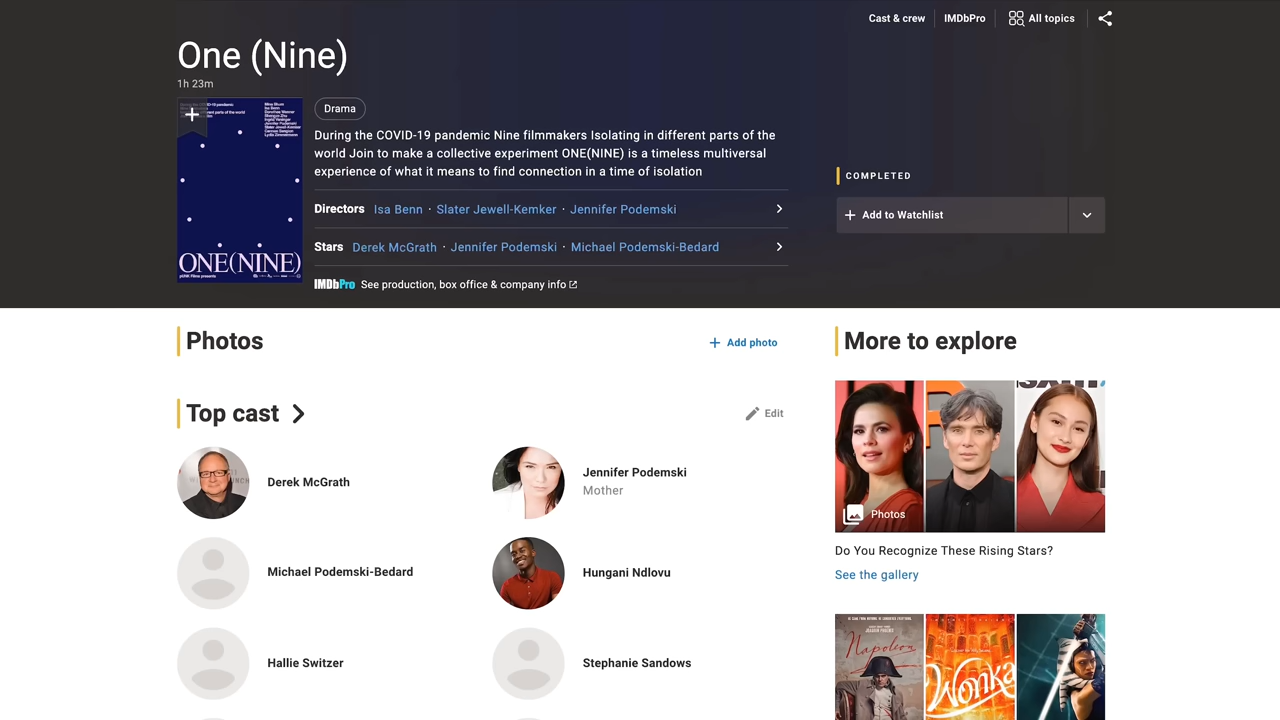 Cast & crew
IMDbPro
All topics
One (Nine)
1h 23m
Drama
During the COVID-19 pandemic Nine filmmakers Isolating in different parts of the
world Join to make a collective experiment ONE(NINE) is a timeless multiversal
experience of what it means to find connection in a time of isolation
COMPLETED
Add to Watchlist
Directors Isa Benn · Slater Jewell-Kemker · Jennifer Podemski
Stars Derek McGrath · Jennifer Podemski · Michael Podemski-Bedard
IMDbPro See production, box office & company info
ONE(NINE)
Photos
Add photo
More to explore
Top cast
Edit
Derek McGrath
Jennifer Podemski
Mother
Michael Podemski-Bedard
Hungani Ndlovu
Hallie Switzer
Stephanie Sandows
Photos
Do You Recognize These Rising Stars?
See the gallery
Napoleon
Wonka